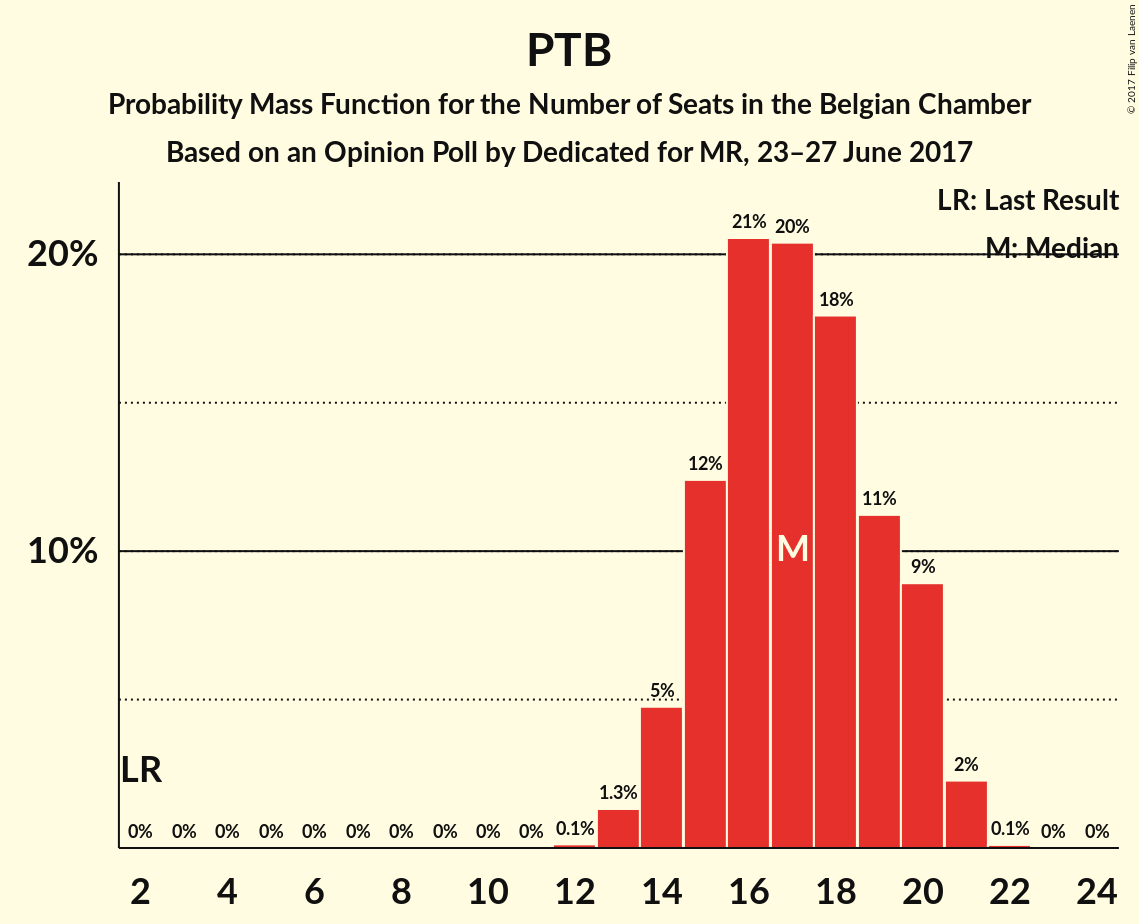 © 2017 Filip van Laenen
PTB
Probability Mass Function for the Number of Seats in the Belgian Chamber
Based on an Opinion Poll by Dedicated for MR, 23–27 June 2017
LR: Last Result
M: Median
20%
10%
21%
20%
18%
12%
11%
9%
5%
2%
1.3%
0.1%
0.1%
M
LR
0% 0% 0% 0% 0% 0% 0% 0% 0% 0%
0% 0%
2 4 6 8 10 12 14 16 18 20 22 24